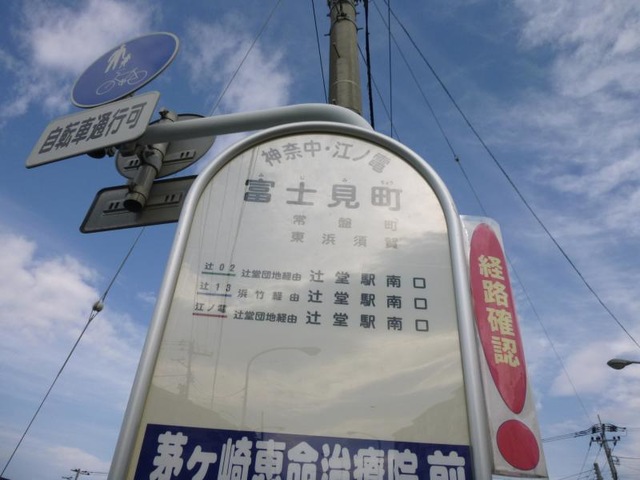 自転車通行可
神奈中・江ノ電
富士見町
常盤町
東浜須賀
辻02 辻堂団地経由 辻堂駅南口
辻13 浜竹経由 辻堂駅南口
江ノ電 辻堂団地経由 辻堂駅南口
茅ヶ崎恵命治療院 前
経路確認